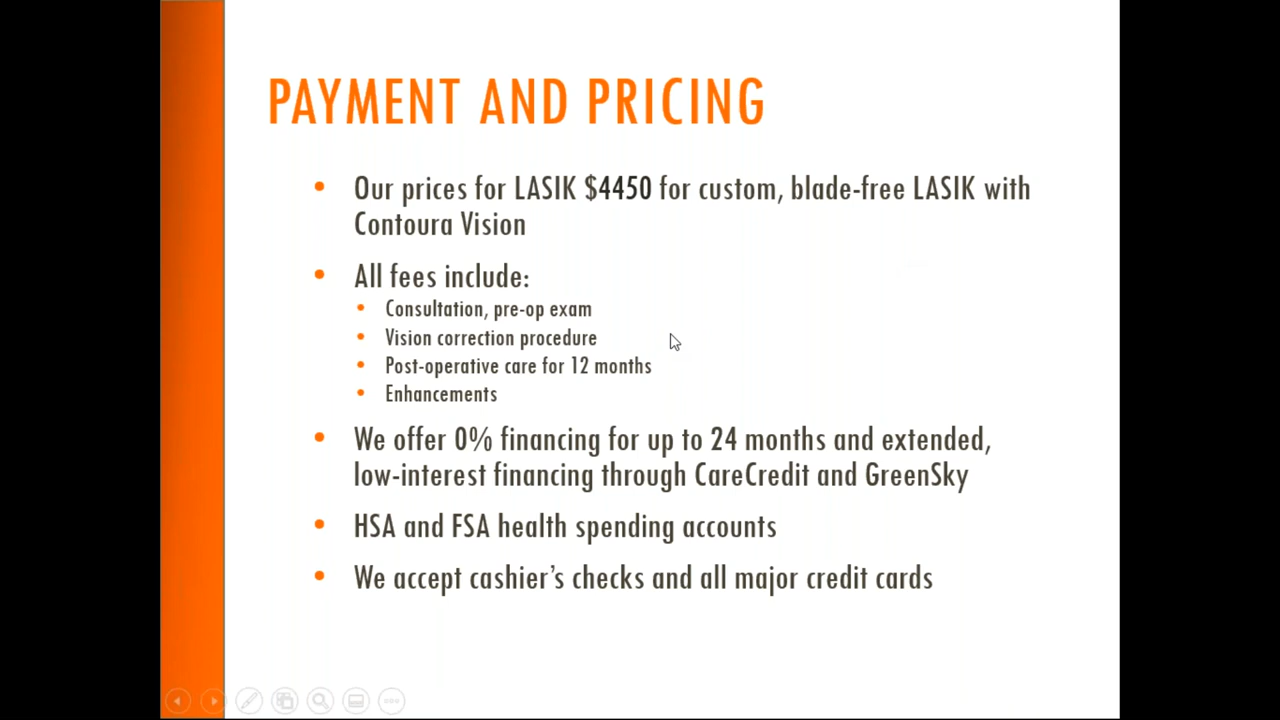 PAYMENT AND PRICING
Our prices for LASIK $4450 for custom, blade-free LASIK with
Contoura Vision
All fees include:
Consultation, pre-op exam
Vision correction procedure
Post-operative care for 12 months
Enhancements
We offer 0% financing for up to 24 months and extended,
low-interest financing through CareCredit and GreenSky
HSA and FSA health spending accounts
We accept cashier’s checks and all major credit cards